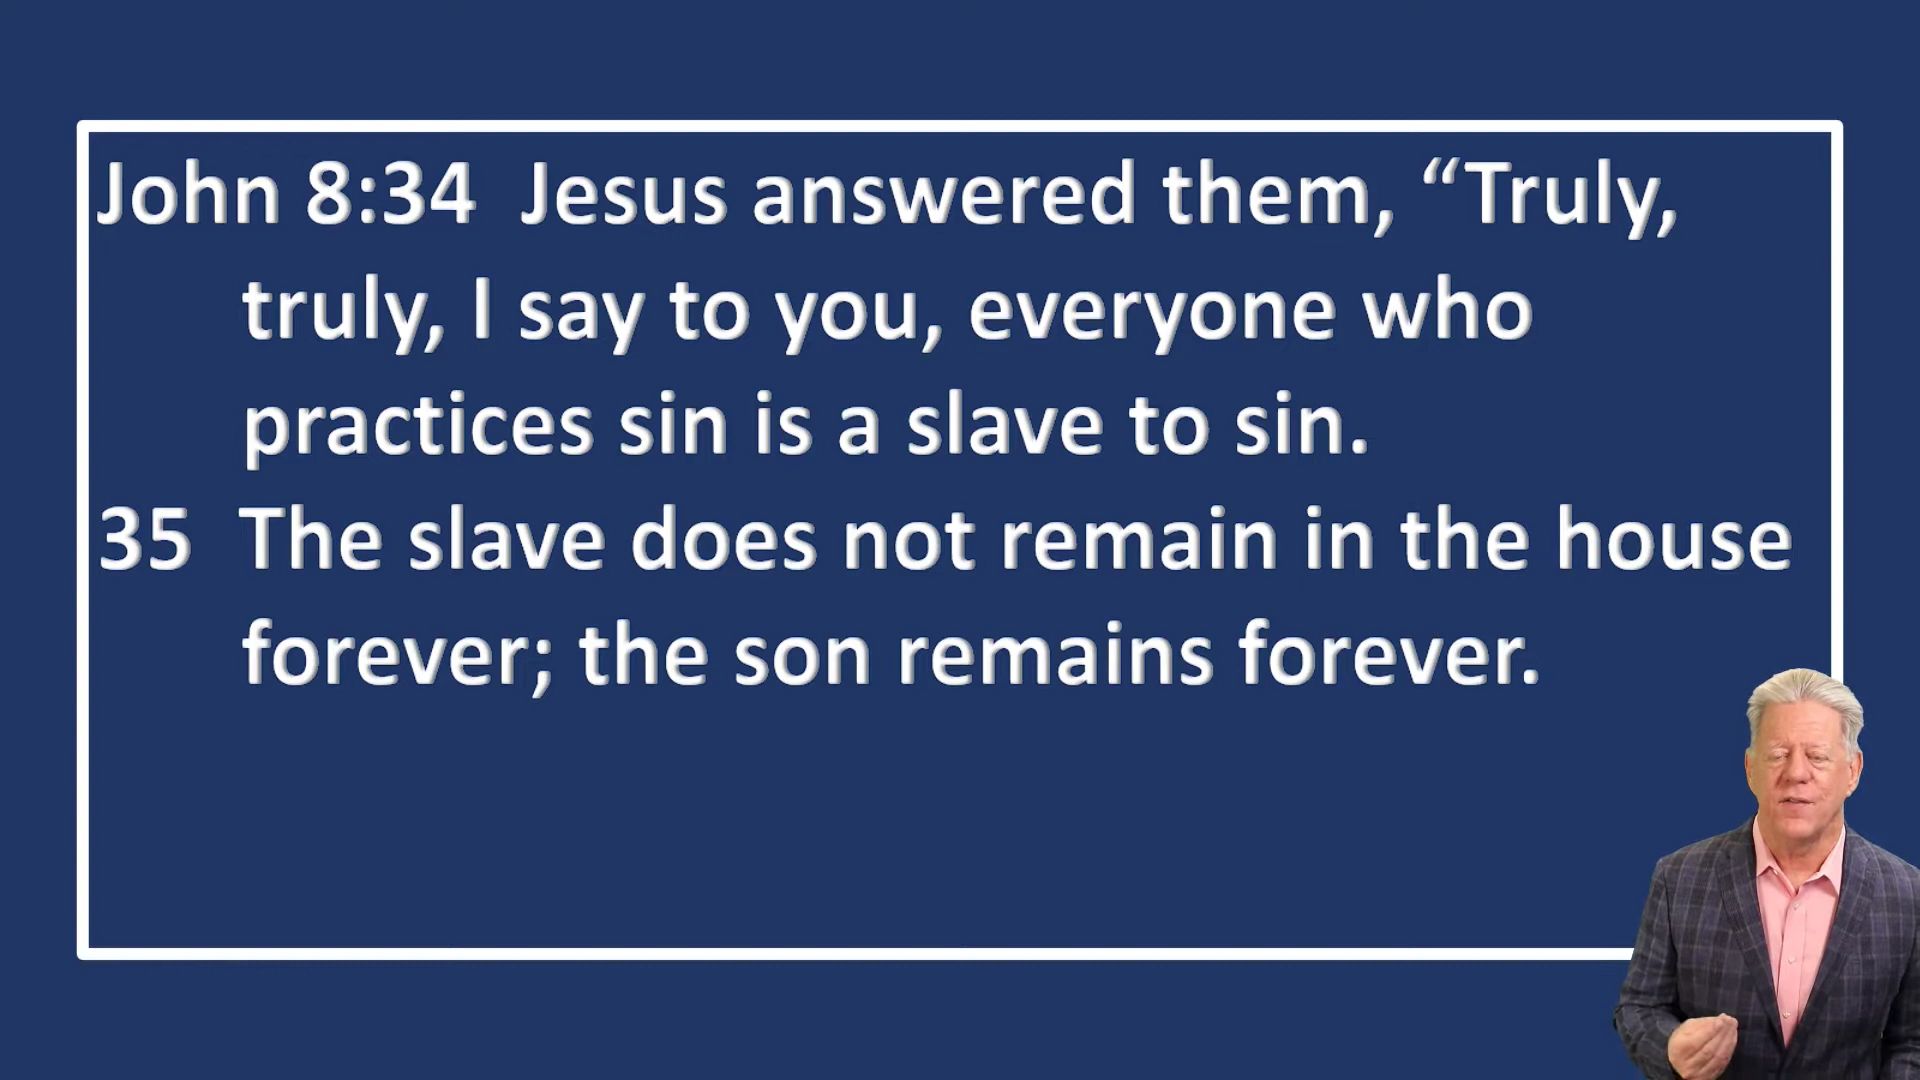 John 8:34  Jesus answered them, “Truly,
truly, I say to you, everyone who
practices sin is a slave to sin.
35  The slave does not remain in the house
forever; the son remains forever.